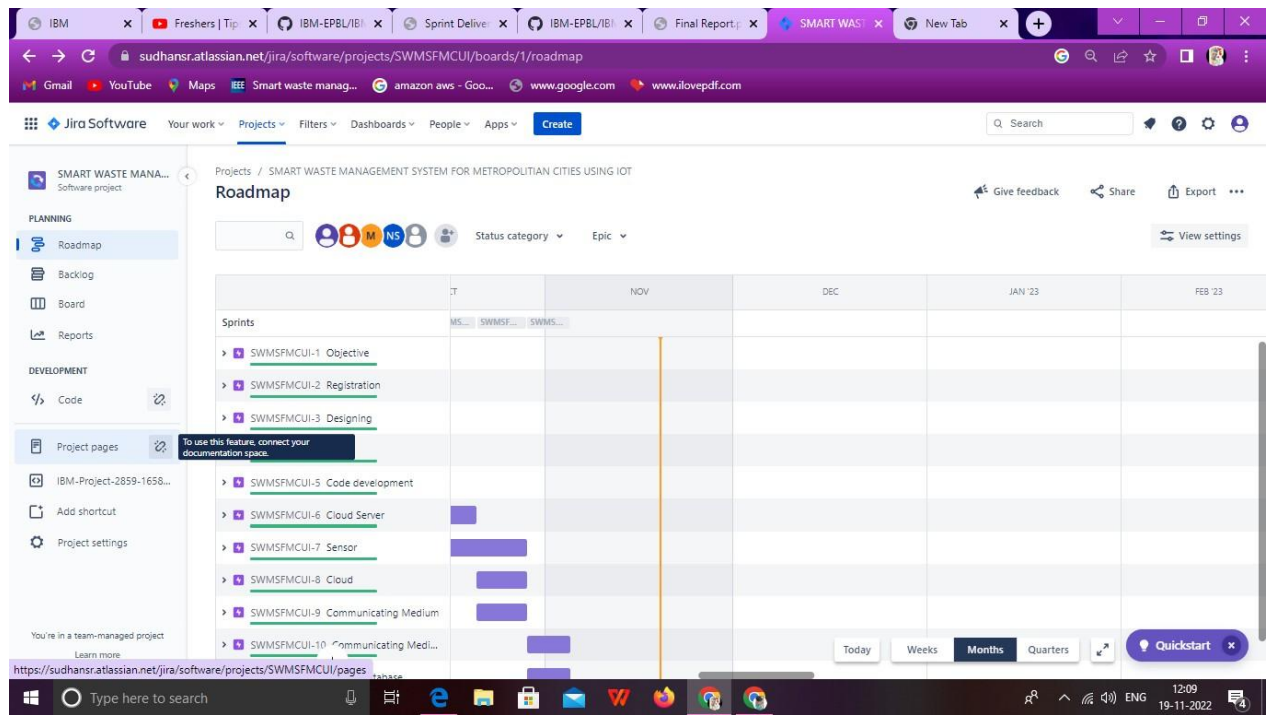 IBM
Freshers | Tip
IBM-EPBL/IBM
Sprint Deliver
IBM-EPBL/IBM
Final Report.p
SMART WAST
New Tab
sudhansr.atlassian.net/jira/software/projects/SWMSFMCUI/boards/1/roadmap
Gmail YouTube Maps IEEE Smart waste manag... amazon aws - Goo... www.google.com www.ilovepdf.com
Jira Software Your work Projects Filters Dashboards People Apps Create Search
SMART WASTE MANA...
Software project
Projects / SMART WASTE MANAGEMENT SYSTEM FOR METROPOLITIAN CITIES USING IOT
Roadmap
Give feedback Share Export
PLANNING
Roadmap
Backlog
Board
Reports
DEVELOPMENT
Code
Project pages
To use this feature, connect your
documentation space.
IBM-Project-2859-1658...
Add shortcut
Project settings
You're in a team-managed project
Learn more
M NS Status category Epic View settings
NOV DEC JAN '23 FEB '23
Sprints SWMSF... SWMS...
SWMSFMCUI-1 Objective
SWMSFMCUI-2 Registration
SWMSFMCUI-3 Designing
SWMSFMCUI-5 Code development
SWMSFMCUI-6 Cloud Server
SWMSFMCUI-7 Sensor
SWMSFMCUI-8 Cloud
SWMSFMCUI-9 Communicating Medium
SWMSFMCUI-10 Communicating Medi...
Today Weeks Months Quarters Quickstart
https://sudhansr.atlassian.net/jira/software/projects/SWMSFMCUI/pages
Type here to search
ENG
12:09
19-11-2022
4